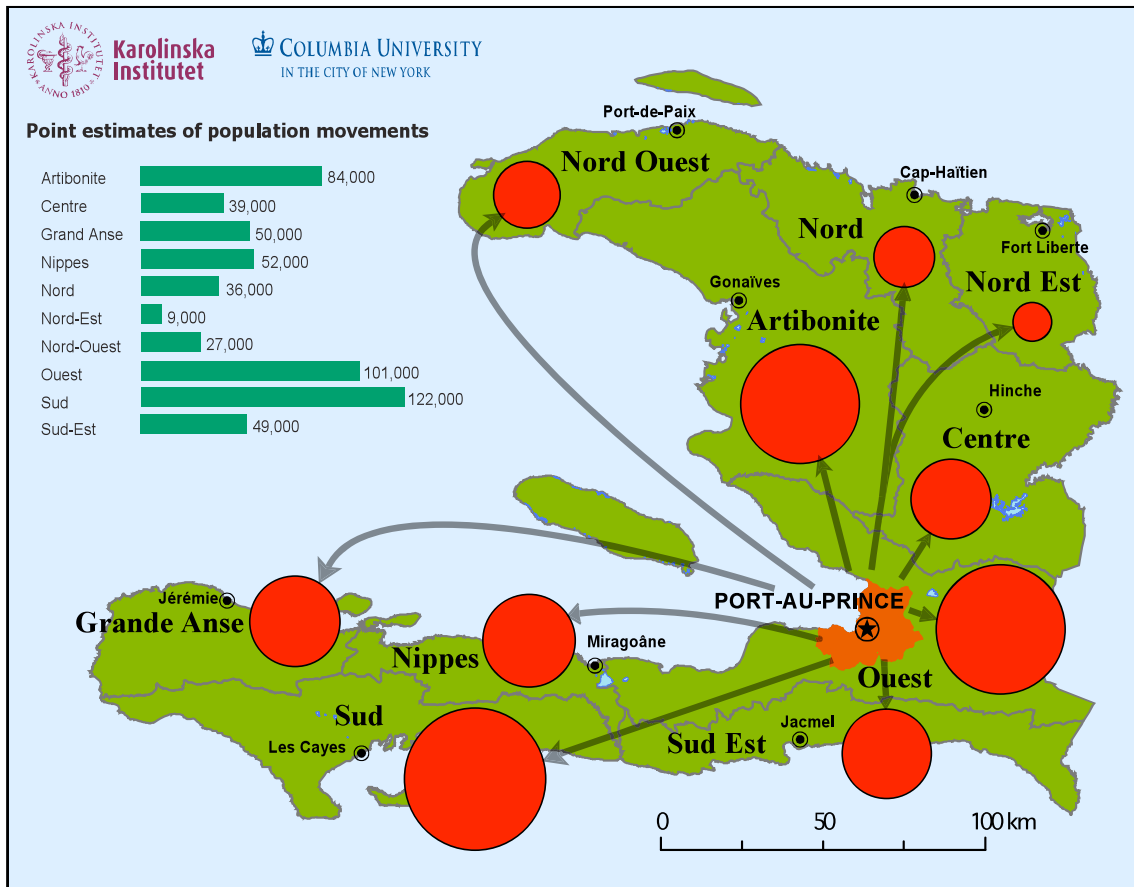 KAROLINSKA INSTITUTET
ANNO 1810
Karolinska
Institutet
COLUMBIA UNIVERSITY
IN THE CITY OF NEW YORK
Point estimates of population movements
Artibonite 84,000
Centre 39,000
Grand Anse 50,000
Nippes 52,000
Nord 36,000
Nord-Est 9,000
Nord-Ouest 27,000
Ouest 101,000
Sud 122,000
Sud-Est 49,000
Port-de-Paix
Nord Ouest
Cap-Haïtien
Nord
Fort Liberte
Nord Est
Gonaïves
Artibonite
Hinche
Centre
PORT-AU-PRINCE
Jérémie
Grande Anse
Nippes
Miragoâne
Ouest
Sud
Les Cayes
Jacmel
Sud Est
0 50 100 km